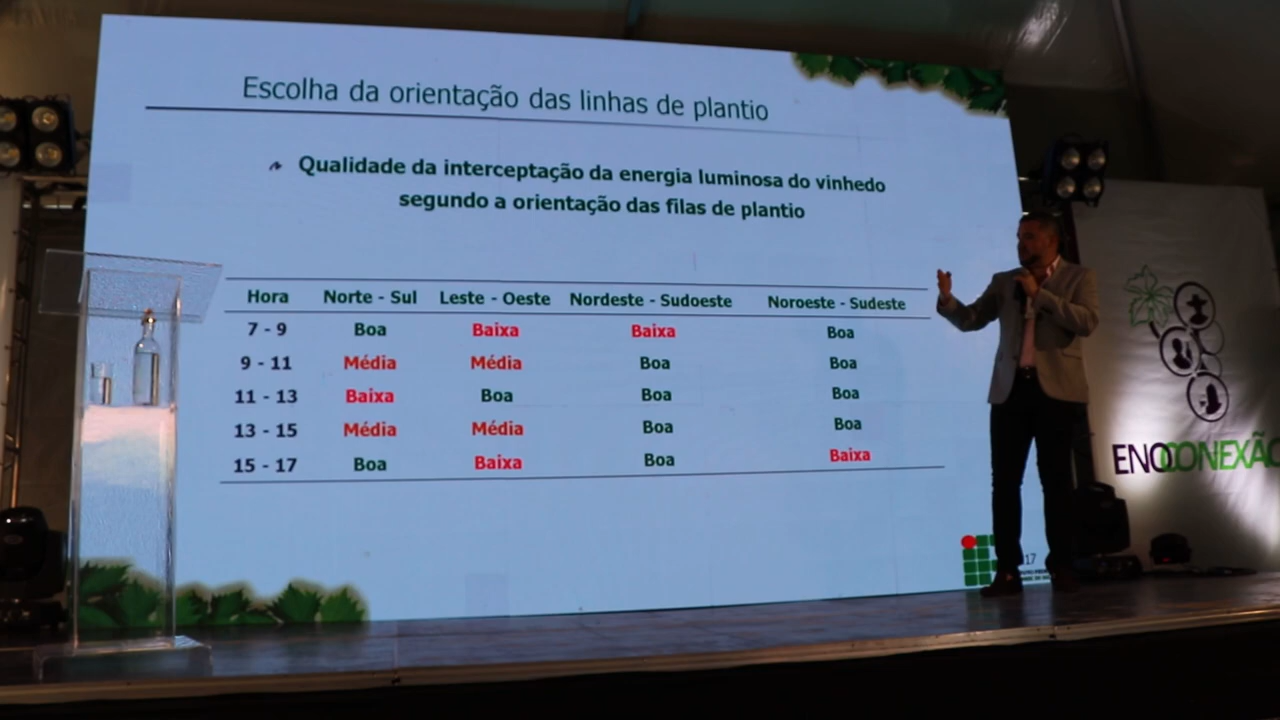 Escolha da orientação das linhas de plantio
Qualidade da interceptação da energia luminosa do vinhedo
segundo a orientação das filas de plantio
Hora Norte - Sul Leste - Oeste Nordeste - Sudoeste Noroeste - Sudeste
7 - 9 Boa Baixa Baixa Boa
9 - 11 Média Média Boa Boa
11 - 13 Baixa Boa Boa Boa
13 - 15 Média Média Boa Boa
15 - 17 Boa Baixa Boa Baixa
ENOCONEXÃO
17